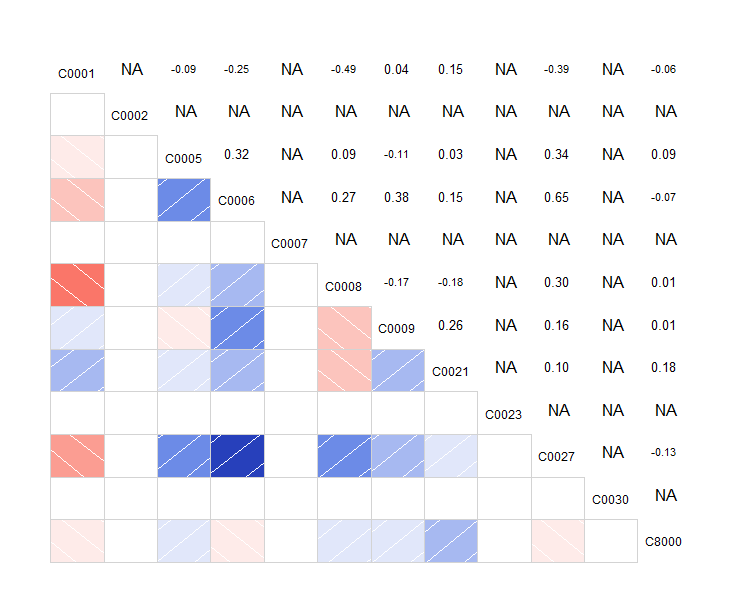 C0001 NA -0.09 -0.25 NA -0.49 0.04 0.15 NA -0.39 NA -0.06
C0002 NA NA NA NA NA NA NA NA NA NA
C0005 0.32 NA 0.09 -0.11 0.03 NA 0.34 NA 0.09
C0006 NA 0.27 0.38 0.15 NA 0.65 NA -0.07
C0007 NA NA NA NA NA NA NA
C0008 -0.17 -0.18 NA 0.30 NA 0.01
C0009 0.26 NA 0.16 NA 0.01
C0021 NA 0.10 NA 0.18
C0023 NA NA NA
C0027 NA -0.13
C0030 NA
C8000